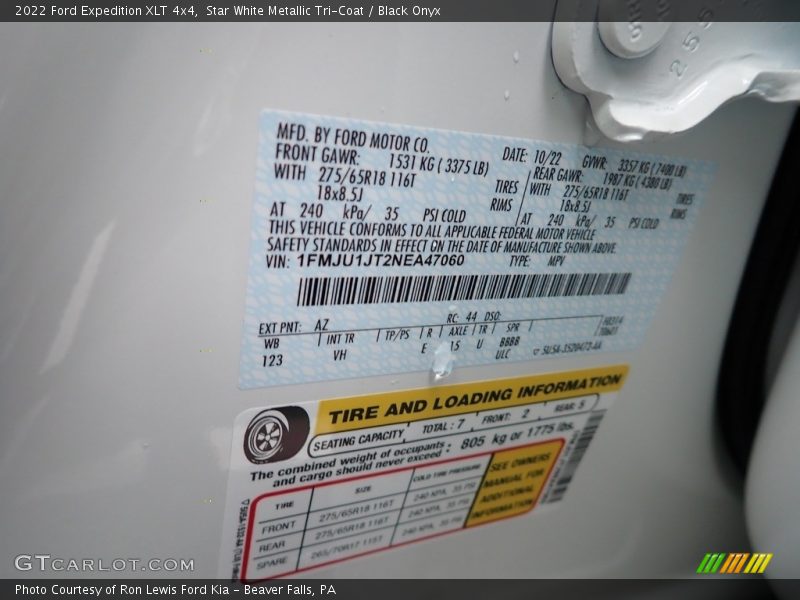 2022 Ford Expedition XLT 4x4, Star White Metallic Tri-Coat / Black Onyx
MFD. BY FORD MOTOR CO.
DATE: 10/22 GVWR: 3357 KG ( 7400 LB)
FRONT GAWR: 1531 KG ( 3375 LB)
REAR GAWR: 1987 KG ( 4380 LB)
WITH 275/65R18 116T TIRES
WITH 275/65R18 116T TIRES
18x8.5J RIMS
18x8.5J RIMS
AT 240 kPa/ 35 PSI COLD
AT 240 kPa/ 35 PSI COLD
THIS VEHICLE CONFORMS TO ALL APPLICABLE FEDERAL MOTOR VEHICLE
SAFETY STANDARDS IN EFFECT ON THE DATE OF MANUFACTURE SHOWN ABOVE.
VIN: 1FMJU1JT2NEA47060 TYPE: MPV
EXT PNT: AZ RC: 44 DSO:
WB INT TR TP/PS R AXLE TR SPR
123 VH E 15 U BBBB
ULC
TIRE AND LOADING INFORMATION
SEATING CAPACITY TOTAL: 7 FRONT: 2 REAR: 5
The combined weight of occupants and cargo should never exceed : 805 kg or 1775 lbs.
TIRE SIZE COLD TIRE PRESSURE
FRONT 275/65R18 116T 240 KPA, 35 PSI
REAR 275/65R18 116T 240 KPA, 35 PSI
SPARE 265/70R17 115T 240 KPA, 35 PSI
SEE OWNERS
MANUAL FOR
ADDITIONAL
INFORMATION
GTCARLOT.COM
Photo Courtesy of Ron Lewis Ford Kia - Beaver Falls, PA